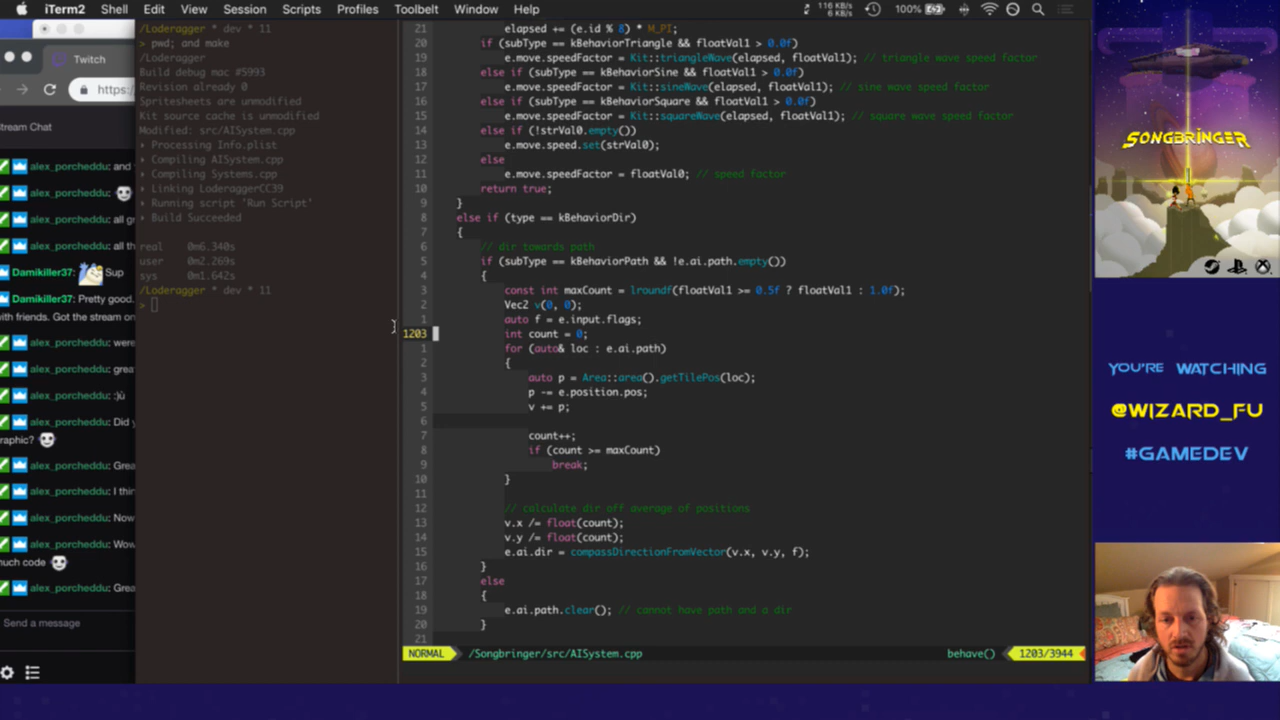 iTerm2 Shell Edit View Session Scripts Profiles Toolbelt Window Help
116 KB/s
6 KB/s
100%
Twitch
https:
Stream Chat
alex_porcheddu: and
alex_porcheddu:
alex_porcheddu: all gr
alex_porcheddu: all th
Damikiller37: Sup
Damikiller37: Pretty good.
with friends. Got the stream on
alex_porcheddu: were
alex_porcheddu: grea
alex_porcheddu: :)ù
alex_porcheddu: Did y
raphic?
alex_porcheddu: Grea
alex_porcheddu: I thin
alex_porcheddu: Now
alex_porcheddu: Wow
much code
alex_porcheddu: Grea
Send a message
/Loderagger * dev * 11
> pwd; and make
/Loderagger
Build debug mac #5993
Revision already 0
Spritesheets are unmodified
Kit source cache is unmodified
Modified: src/AISystem.cpp
Processing Info.plist
Compiling AISystem.cpp
Compiling Systems.cpp
Linking LoderaggerCC39
Running script 'Run Script'
Build Succeeded
real 0m6.340s
user 0m2.269s
sys 0m1.642s
/Loderagger * dev * 11
>
21 elapsed += (e.id % 8) * M_PI;
20 if (subType == kBehaviorTriangle && floatVal1 > 0.0f)
19 e.move.speedFactor = Kit::triangleWave(elapsed, floatVal1); // triangle wave speed factor
18 else if (subType == kBehaviorSine && floatVal1 > 0.0f)
17 e.move.speedFactor = Kit::sineWave(elapsed, floatVal1); // sine wave speed factor
16 else if (subType == kBehaviorSquare && floatVal1 > 0.0f)
15 e.move.speedFactor = Kit::squareWave(elapsed, floatVal1); // square wave speed factor
14 else if (!strVal0.empty())
13 e.move.speed.set(strVal0);
12 else
11 e.move.speedFactor = floatVal0; // speed factor
10 return true;
9 }
8 else if (type == kBehaviorDir)
7 {
6 // dir towards path
5 if (subType == kBehaviorPath && !e.ai.path.empty())
4 {
3 const int maxCount = lroundf(floatVal1 >= 0.5f ? floatVal1 : 1.0f);
2 Vec2 v(0, 0);
1 auto f = e.input.flags;
1203 int count = 0;
1 for (auto& loc : e.ai.path)
2 {
3 auto p = Area::area().getTilePos(loc);
4 p -= e.position.pos;
5 v += p;
6
7 count++;
8 if (count >= maxCount)
9 break;
10 }
11
12 // calculate dir off average of positions
13 v.x /= float(count);
14 v.y /= float(count);
15 e.ai.dir = compassDirectionFromVector(v.x, v.y, f);
16 }
17 else
18 {
19 e.ai.path.clear(); // cannot have path and a dir
20 }
21
NORMAL /Songbringer/src/AISystem.cpp behave() 1203/3944
SONGBRINGER
YOU'RE WATCHING
@WIZARD_FU
#GAMEDEV